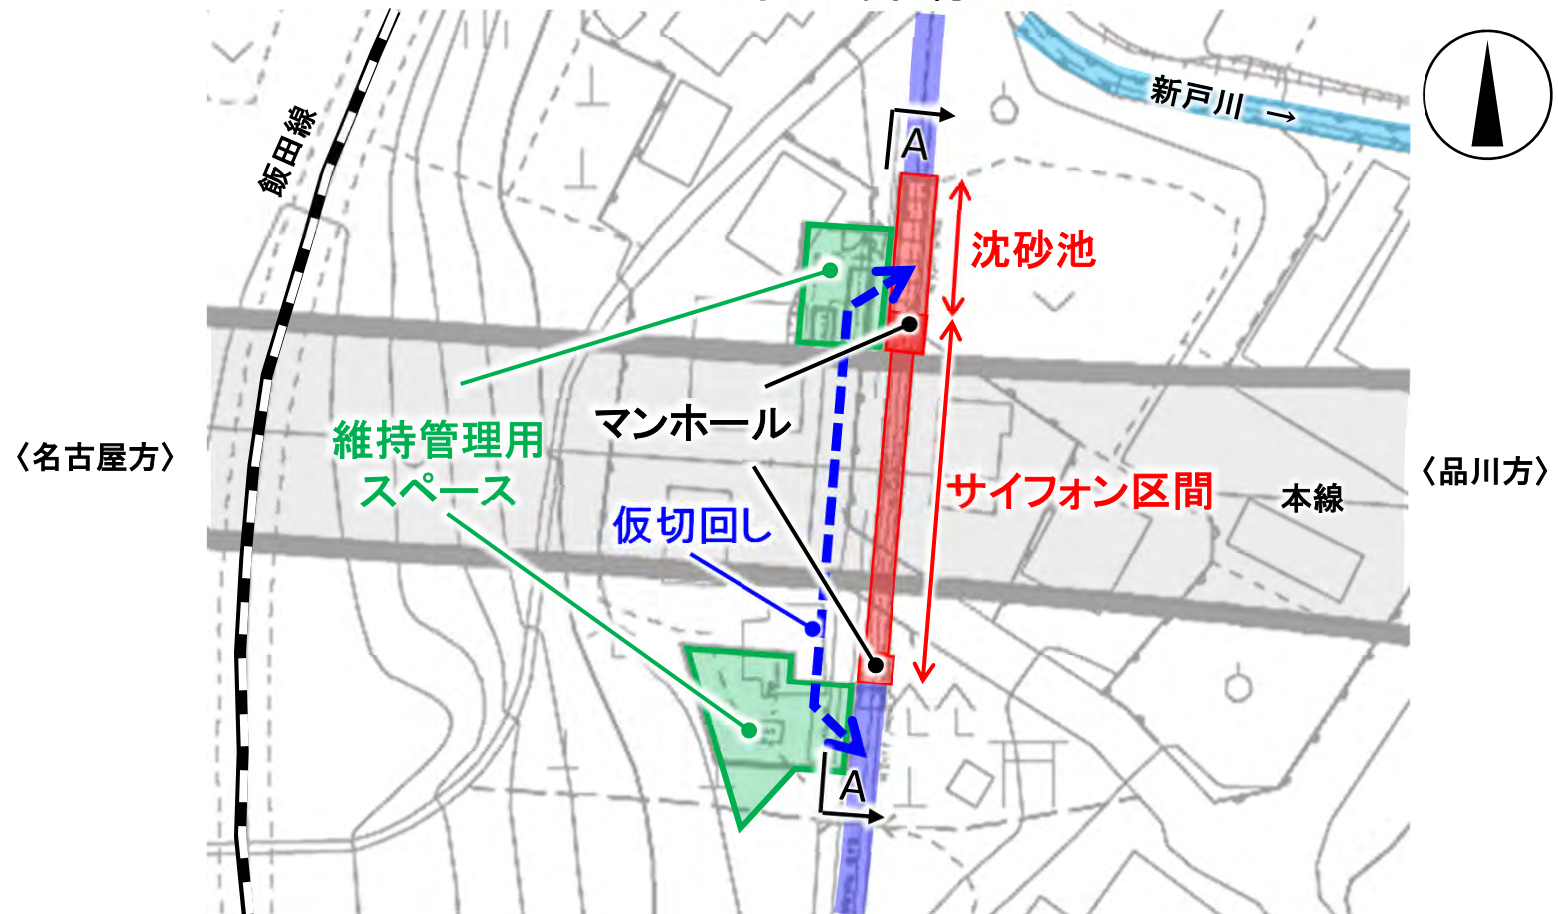 新戸川 →
飯田線
A
沈砂池
マンホール
維持管理用
スペース
〈名古屋方〉
〈品川方〉
サイフォン区間
本線
仮切回し
A